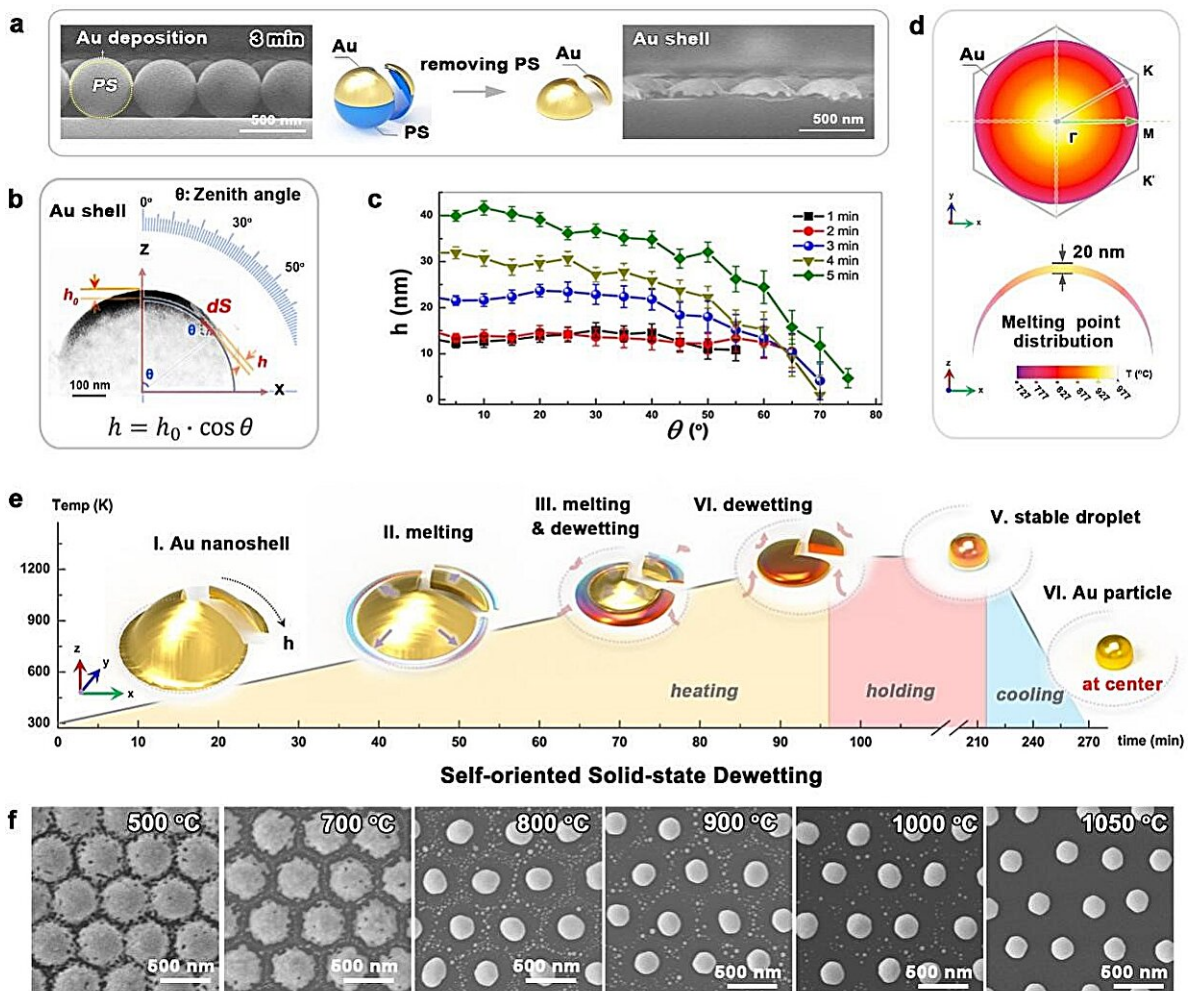 a
Au deposition
3 min
PS
500 nm
Au
PS
removing PS
Au
Au shell
500 nm
b
θ: Zenith angle
Au shell
0º
30º
50º
z
h₀
dS
θ
h
θ
100 nm
X
h = h₀ · cos θ
c
h (nm)
40
30
20
10
0
10 20 30 40 50 60 70 80
θ (º)
1 min
2 min
3 min
4 min
5 min
d
Au
K
Γ
M
K'
y
x
20 nm
Melting point
distribution
T (ºC)
727 777 827 877 927 977
z
x
e
Temp (K)
1200
900
600
300
I. Au nanoshell
h
z
y
x
II. melting
III. melting
& dewetting
VI. dewetting
V. stable droplet
VI. Au particle
at center
heating
holding
cooling
0 10 20 30 40 50 60 70 80 90 100 210 240 270 time (min)
Self-oriented Solid-state Dewetting
f
500 °C
500 nm
700 °C
500 nm
800 °C
500 nm
900 °C
500 nm
1000 °C
500 nm
1050 °C
500 nm